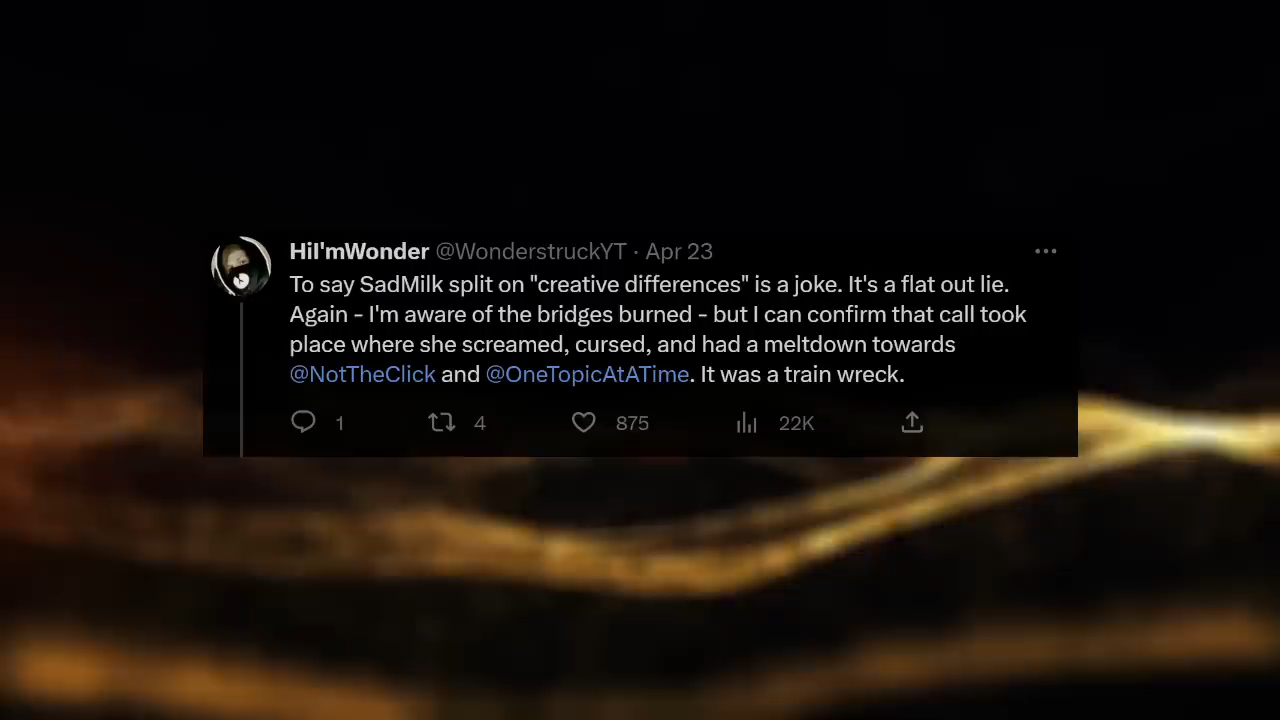 HiI'mWonder @WonderstruckYT · Apr 23
To say SadMilk split on "creative differences" is a joke. It's a flat out lie.
Again - I'm aware of the bridges burned - but I can confirm that call took
place where she screamed, cursed, and had a meltdown towards
@NotTheClick and @OneTopicAtATime. It was a train wreck.
1 4 875 22K